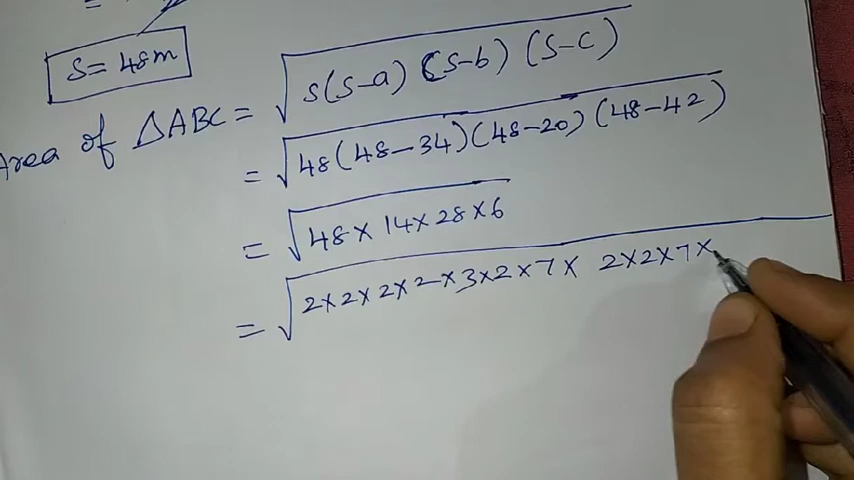 =
S = 48m
Area of △ABC = √s(s-a) (s-b) (s-c)
= √48(48-34)(48-20)(48-42)
= √48×14×28×6
= √2×2×2×2×3×2×7× 2×2×7×